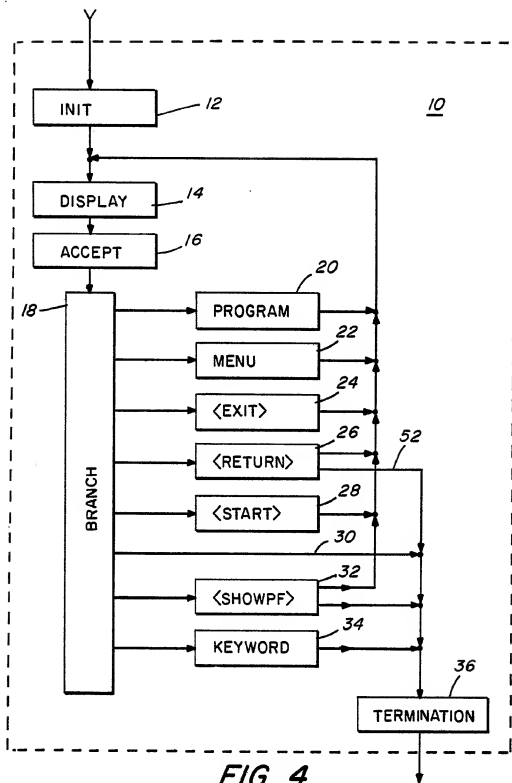 INIT
12
10
DISPLAY
14
ACCEPT
16
18
BRANCH
20
PROGRAM
22
MENU
24
<EXIT>
26
<RETURN>
52
28
<START>
30
32
<SHOWPF>
34
KEYWORD
36
TERMINATION
FIG 4